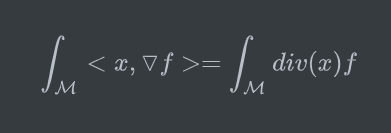 ∫_ℳ < x, ▽f >= ∫_ℳ div(x)f